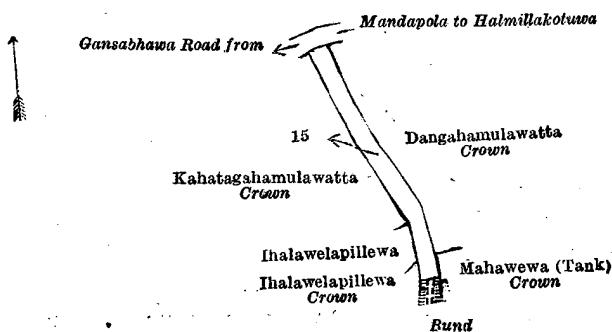 Mandapola to Halmillakotuwa
Gansabhawa Road from
15
Dangahamulawatta
Crown
Kahatagahamulawatta
Crown
Ihalawelapillewa
Ihalawelapillewa
Crown
Mahawewa (Tank)
Crown
Bund